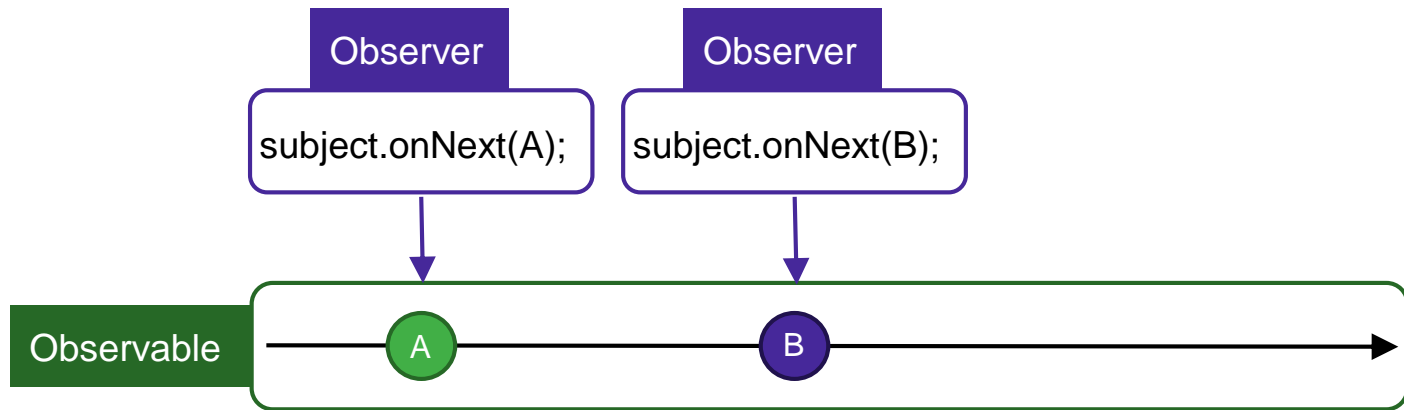 Observer
Observer
subject.onNext(A);
subject.onNext(B);
Observable
A
B